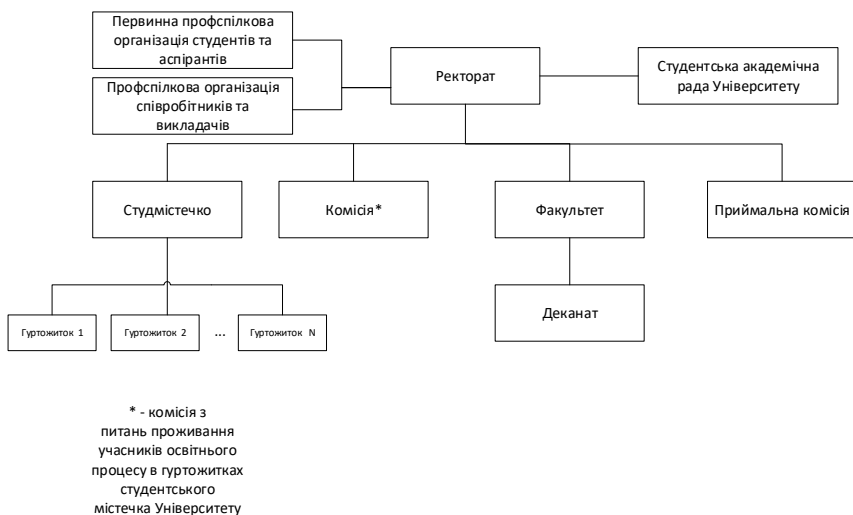 Первинна профспілкова
організація студентів та
аспірантів
Профспілкова організація
співробітників та
викладачів
Ректорат
Студентська академічна
рада Університету
Студмістечко
Комісія*
Факультет
Приймальна комісія
Гуртожиток 1
Гуртожиток 2
...
Гуртожиток N
Деканат
* - комісія з
питань проживання
учасників освітнього
процесу в гуртожитках
студентського
містечка Університету